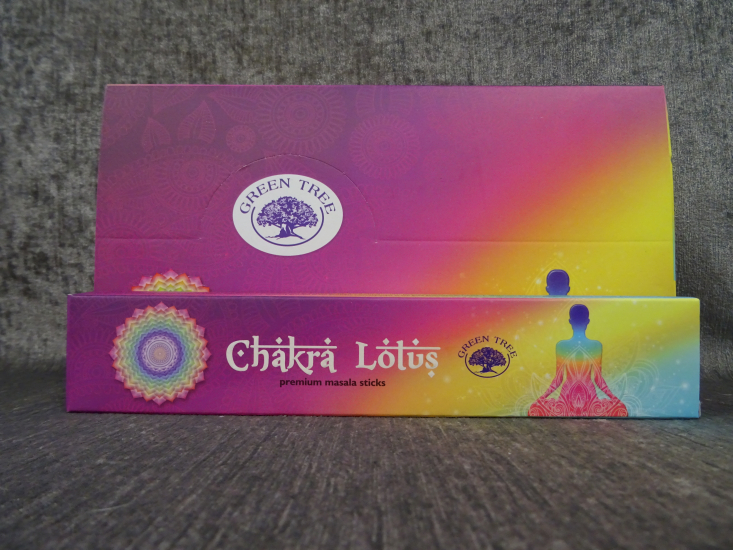 GREEN TREE
Chakra Lotus
premium masala sticks
GREEN TREE